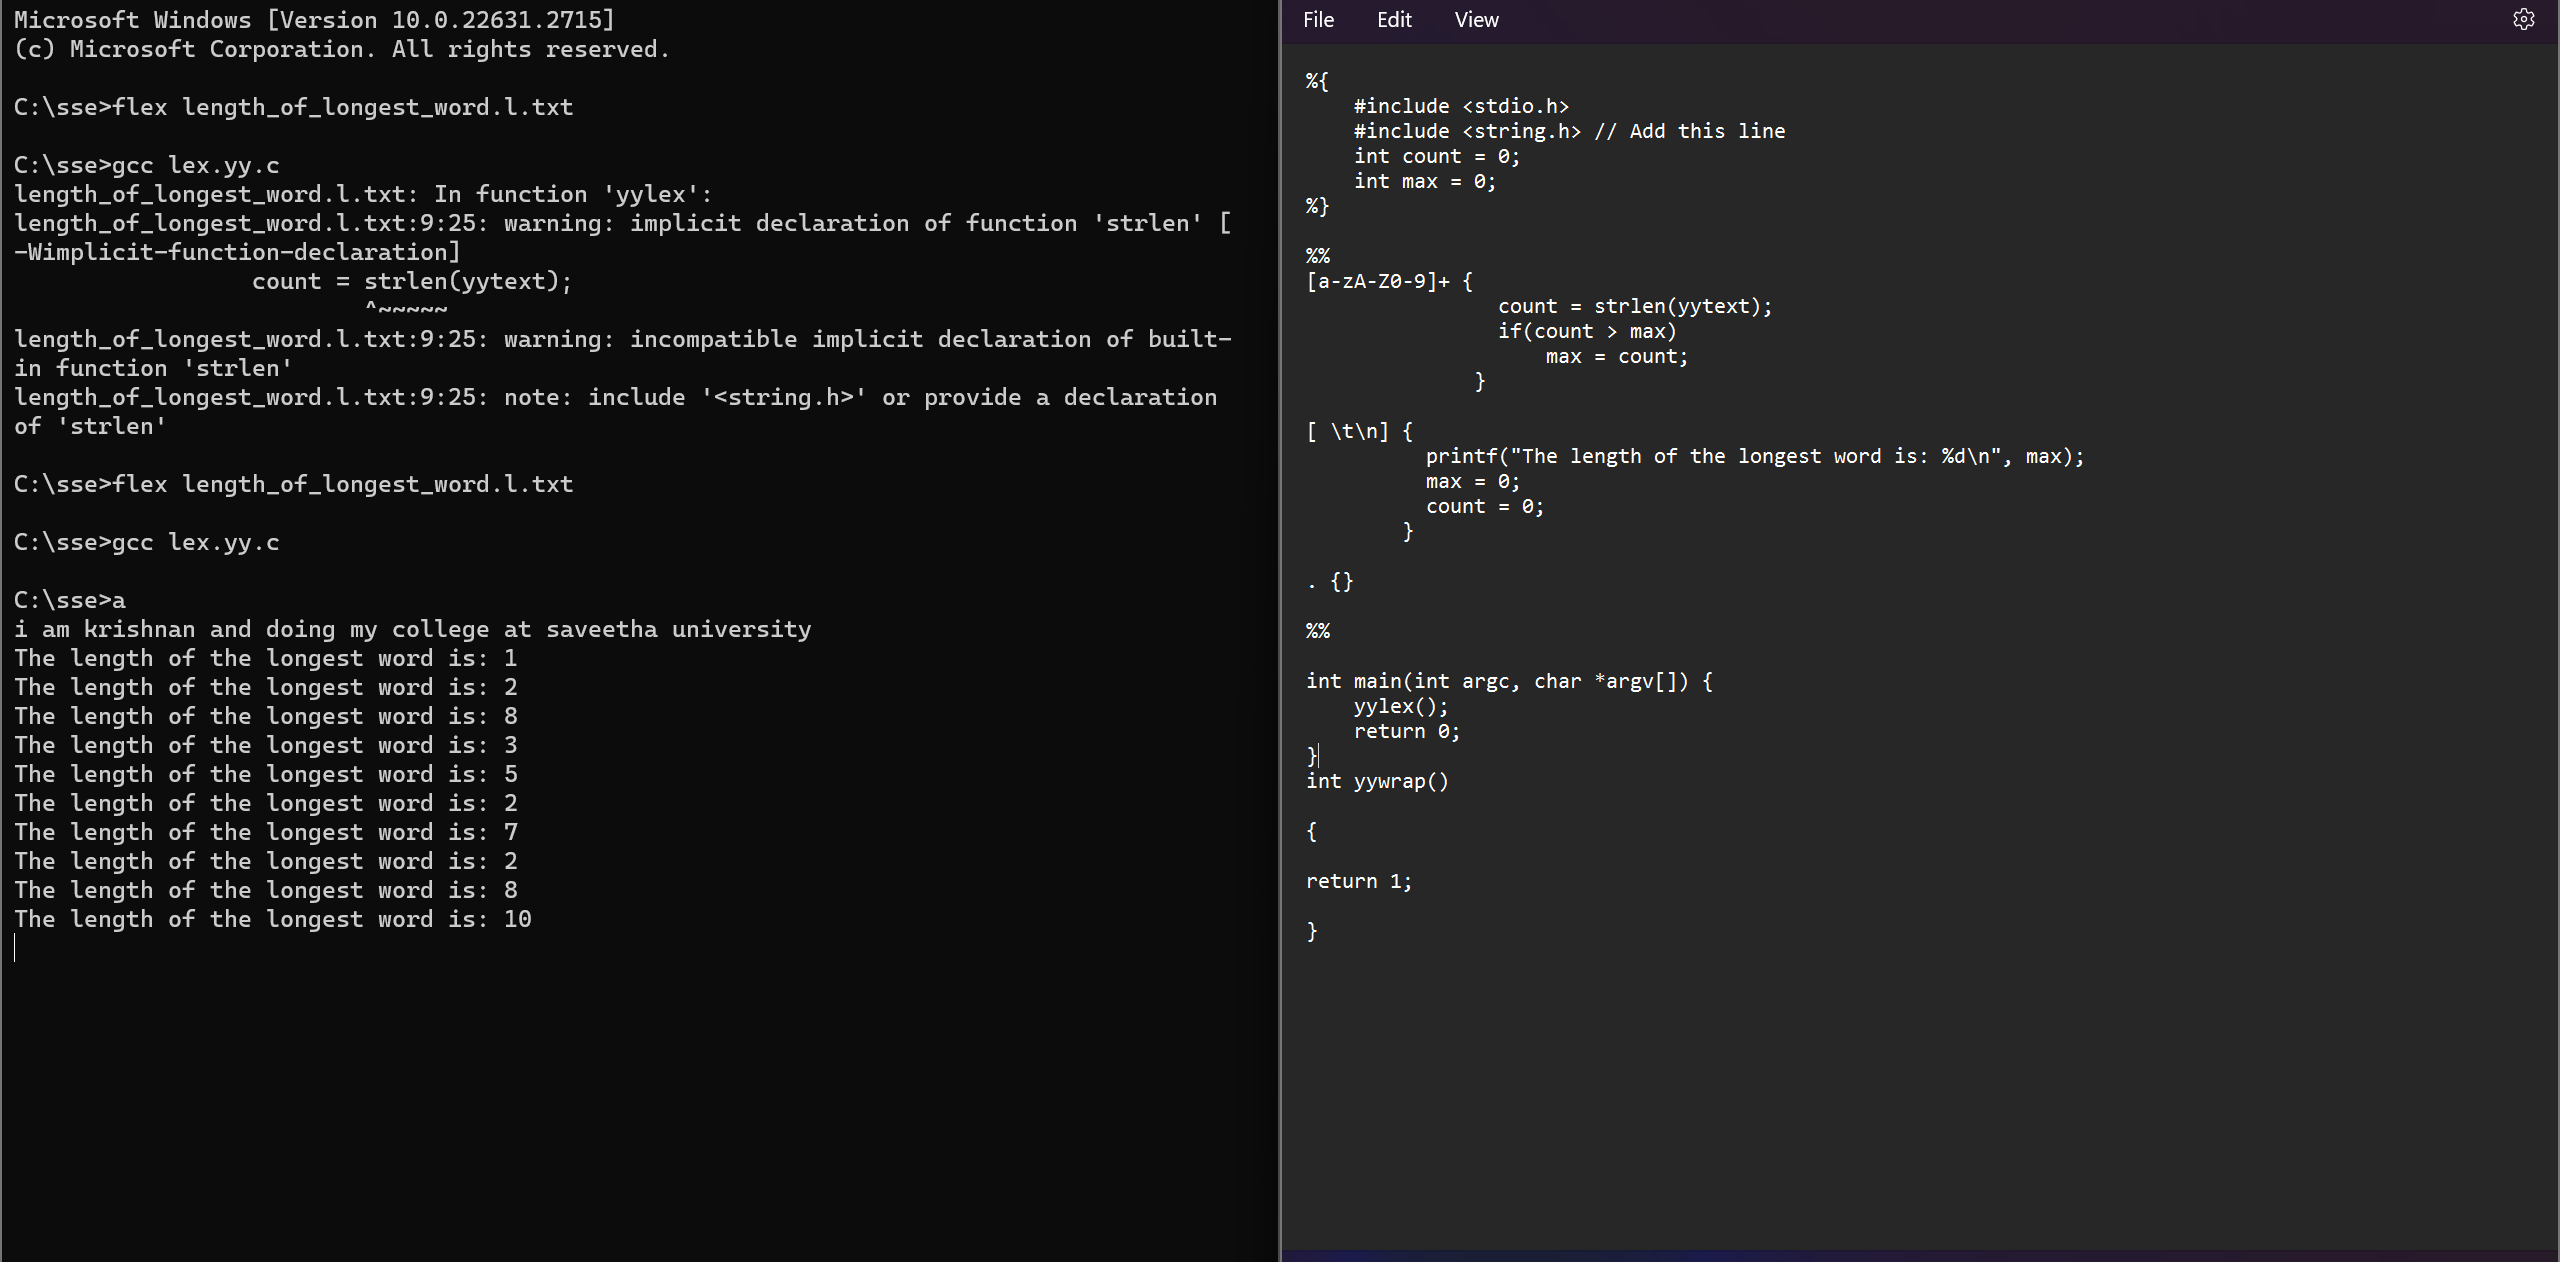 Microsoft Windows [Version 10.0.22631.2715]
(c) Microsoft Corporation. All rights reserved.
C:\sse>flex length_of_longest_word.l.txt
C:\sse>gcc lex.yy.c
length_of_longest_word.l.txt: In function 'yylex':
length_of_longest_word.l.txt:9:25: warning: implicit declaration of function 'strlen' [
-Wimplicit-function-declaration]
                 count = strlen(yytext);
                         ^~~~~~
length_of_longest_word.l.txt:9:25: warning: incompatible implicit declaration of built-
in function 'strlen'
length_of_longest_word.l.txt:9:25: note: include '<string.h>' or provide a declaration
of 'strlen'
C:\sse>flex length_of_longest_word.l.txt
C:\sse>gcc lex.yy.c
C:\sse>a
i am krishnan and doing my college at saveetha university
The length of the longest word is: 1
The length of the longest word is: 2
The length of the longest word is: 8
The length of the longest word is: 3
The length of the longest word is: 5
The length of the longest word is: 2
The length of the longest word is: 7
The length of the longest word is: 2
The length of the longest word is: 8
The length of the longest word is: 10
File Edit View
%{
    #include <stdio.h>
    #include <string.h> // Add this line
    int count = 0;
    int max = 0;
%}
%%
[a-zA-Z0-9]+ {
                count = strlen(yytext);
                if(count > max)
                    max = count;
              }
[ \t\n] {
          printf("The length of the longest word is: %d\n", max);
          max = 0;
          count = 0;
        }
. {}
%%
int main(int argc, char *argv[]) {
    yylex();
    return 0;
}
int yywrap()
{
return 1;
}